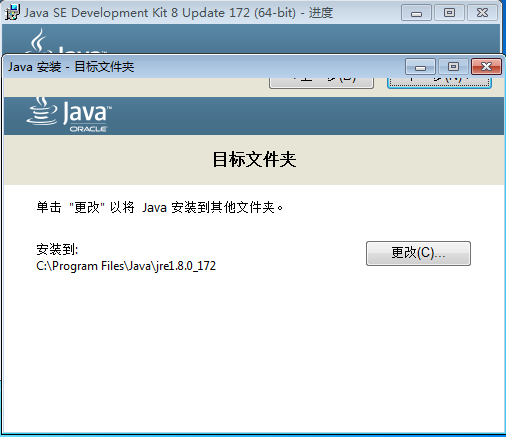 Java SE Development Kit 8 Update 172 (64-bit) - 进度
Java 安装 - 目标文件夹
Java™
ORACLE
目标文件夹
单击 "更改" 以将 Java 安装到其他文件夹。
安装到:
C:\Program Files\Java\jre1.8.0_172
更改(C)...